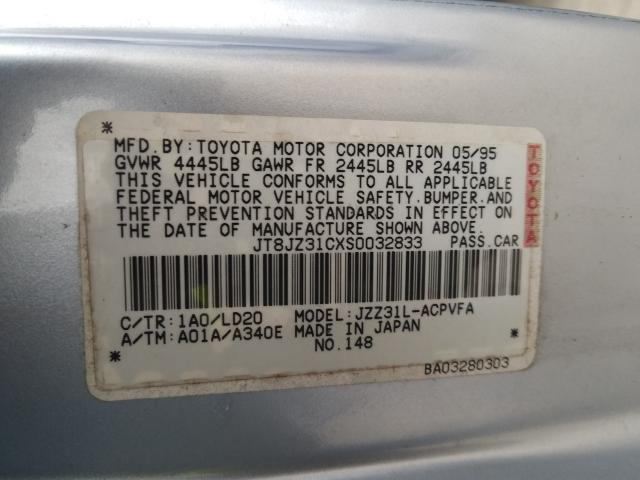 MFD.BY:TOYOTA MOTOR CORPORATION 05/95
GVWR 4445LB GAWR FR 2445LB RR 2445LB
THIS VEHICLE CONFORMS TO ALL APPLICABLE
FEDERAL MOTOR VEHICLE SAFETY.BUMPER.AND
THEFT PREVENTION STANDARDS IN EFFECT ON
THE DATE OF MANUFACTURE SHOWN ABOVE.
JT8JZ31CXS0032833 PASS.CAR
TOYOTA
C/TR:1A0/LD20 MODEL:JZZ31L-ACPVFA
A/TM:A01A/A340E MADE IN JAPAN
NO.148
BA03280303